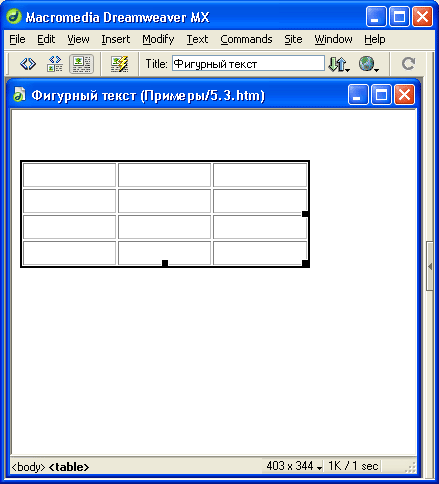 Macromedia Dreamweaver MX
File Edit View Insert Modify Text Commands Site Window Help
Title: Фигурный текст
Фигурный текст (Примеры/5.3.htm)
<body> <table> 403 x 344 1K / 1 sec